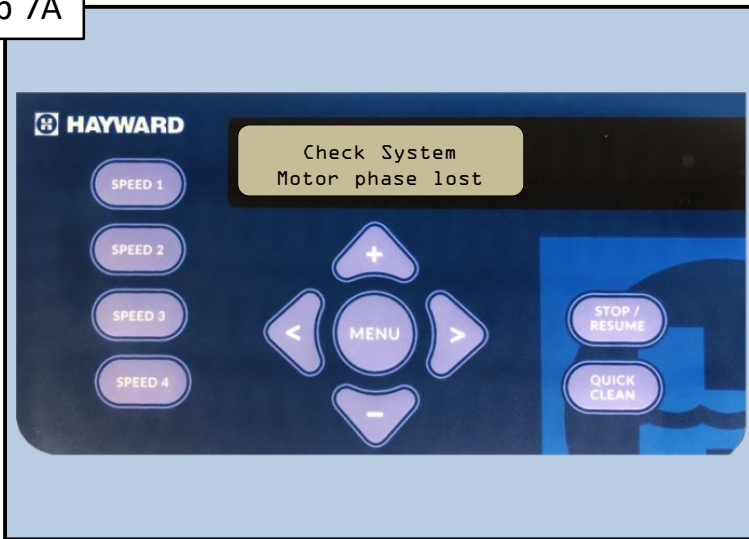 7A
HAYWARD
Check System
Motor phase lost
SPEED 1
SPEED 2
SPEED 3
SPEED 4
+
<
MENU
>
−
STOP /
RESUME
QUICK
CLEAN